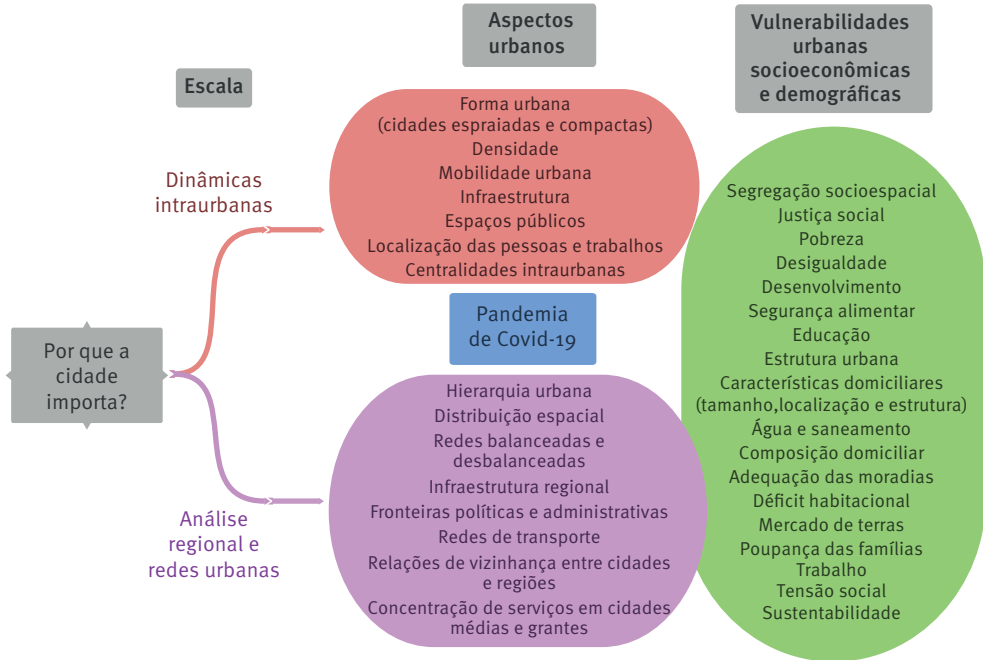 Escala
Aspectos
urbanos
Vulnerabilidades
urbanas
socioeconômicas
e demográficas
Por que a
cidade
importa?
Dinâmicas
intraurbanas
Forma urbana
(cidades espraiadas e compactas)
Densidade
Mobilidade urbana
Infraestrutura
Espaços públicos
Localização das pessoas e trabalhos
Centralidades intraurbanas
Pandemia
de Covid-19
Análise
regional e
redes urbanas
Hierarquia urbana
Distribuição espacial
Redes balanceadas e
desbalanceadas
Infraestrutura regional
Fronteiras políticas e administrativas
Redes de transporte
Relações de vizinhança entre cidades
e regiões
Concentração de serviços em cidades
médias e grantes
Segregação socioespacial
Justiça social
Pobreza
Desigualdade
Desenvolvimento
Segurança alimentar
Educação
Estrutura urbana
Características domiciliares
(tamanho,localização e estrutura)
Água e saneamento
Composição domiciliar
Adequação das moradias
Déficit habitacional
Mercado de terras
Poupança das famílias
Trabalho
Tensão social
Sustentabilidade